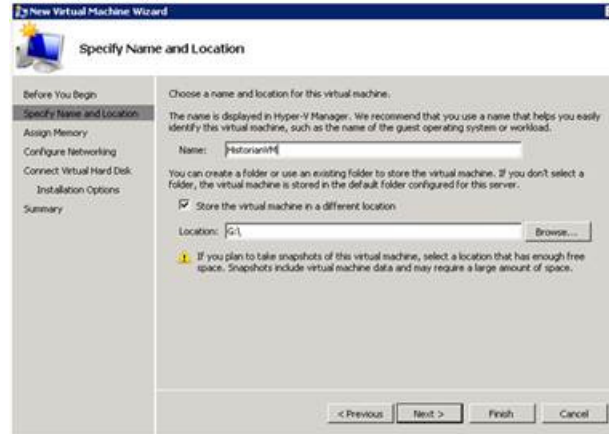 New Virtual Machine Wizard
Specify Name and Location
Before You Begin
Specify Name and Location
Assign Memory
Configure Networking
Connect Virtual Hard Disk
Installation Options
Summary
Choose a name and location for this virtual machine.
The name is displayed in Hyper-V Manager. We recommend that you use a name that helps you easily
identify this virtual machine, such as the name of the guest operating system or workload.
Name: HistorianVM
You can create a folder or use an existing folder to store the virtual machine. If you don't select a
folder, the virtual machine is stored in the default folder configured for this server.
Store the virtual machine in a different location
Location: G:\ Browse...
If you plan to take snapshots of this virtual machine, select a location that has enough free
space. Snapshots include virtual machine data and may require a large amount of space.
< Previous Next > Finish Cancel